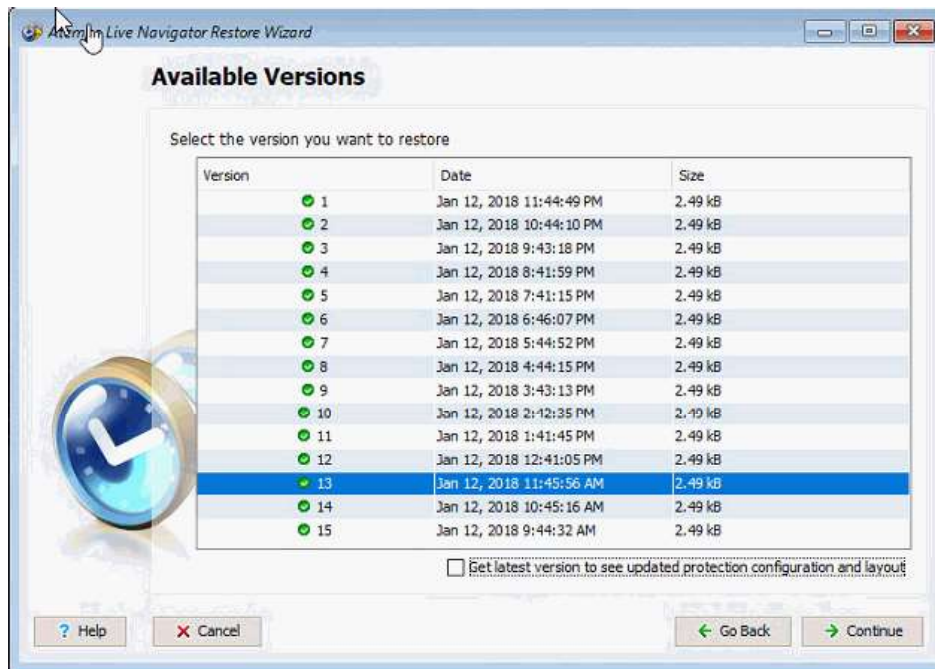 Live Navigator Restore Wizard
Available Versions
Select the version you want to restore
Version Date Size
1 Jan 12, 2018 11:44:49 PM 2.49 kB
2 Jan 12, 2018 10:44:10 PM 2.49 kB
3 Jan 12, 2018 9:43:18 PM 2.49 kB
4 Jan 12, 2018 8:41:59 PM 2.49 kB
5 Jan 12, 2018 7:41:15 PM 2.49 kB
6 Jan 12, 2018 6:46:07 PM 2.49 kB
7 Jan 12, 2018 5:44:52 PM 2.49 kB
8 Jan 12, 2018 4:44:15 PM 2.49 kB
9 Jan 12, 2018 3:43:13 PM 2.49 kB
10 Jan 12, 2018 2:42:35 PM 2.49 kB
11 Jan 12, 2018 1:41:45 PM 2.49 kB
12 Jan 12, 2018 12:41:05 PM 2.49 kB
13 Jan 12, 2018 11:45:56 AM 2.49 kB
14 Jan 12, 2018 10:45:16 AM 2.49 kB
15 Jan 12, 2018 9:44:32 AM 2.49 kB
Get latest version to see updated protection configuration and layout
? Help Cancel Go Back Continue